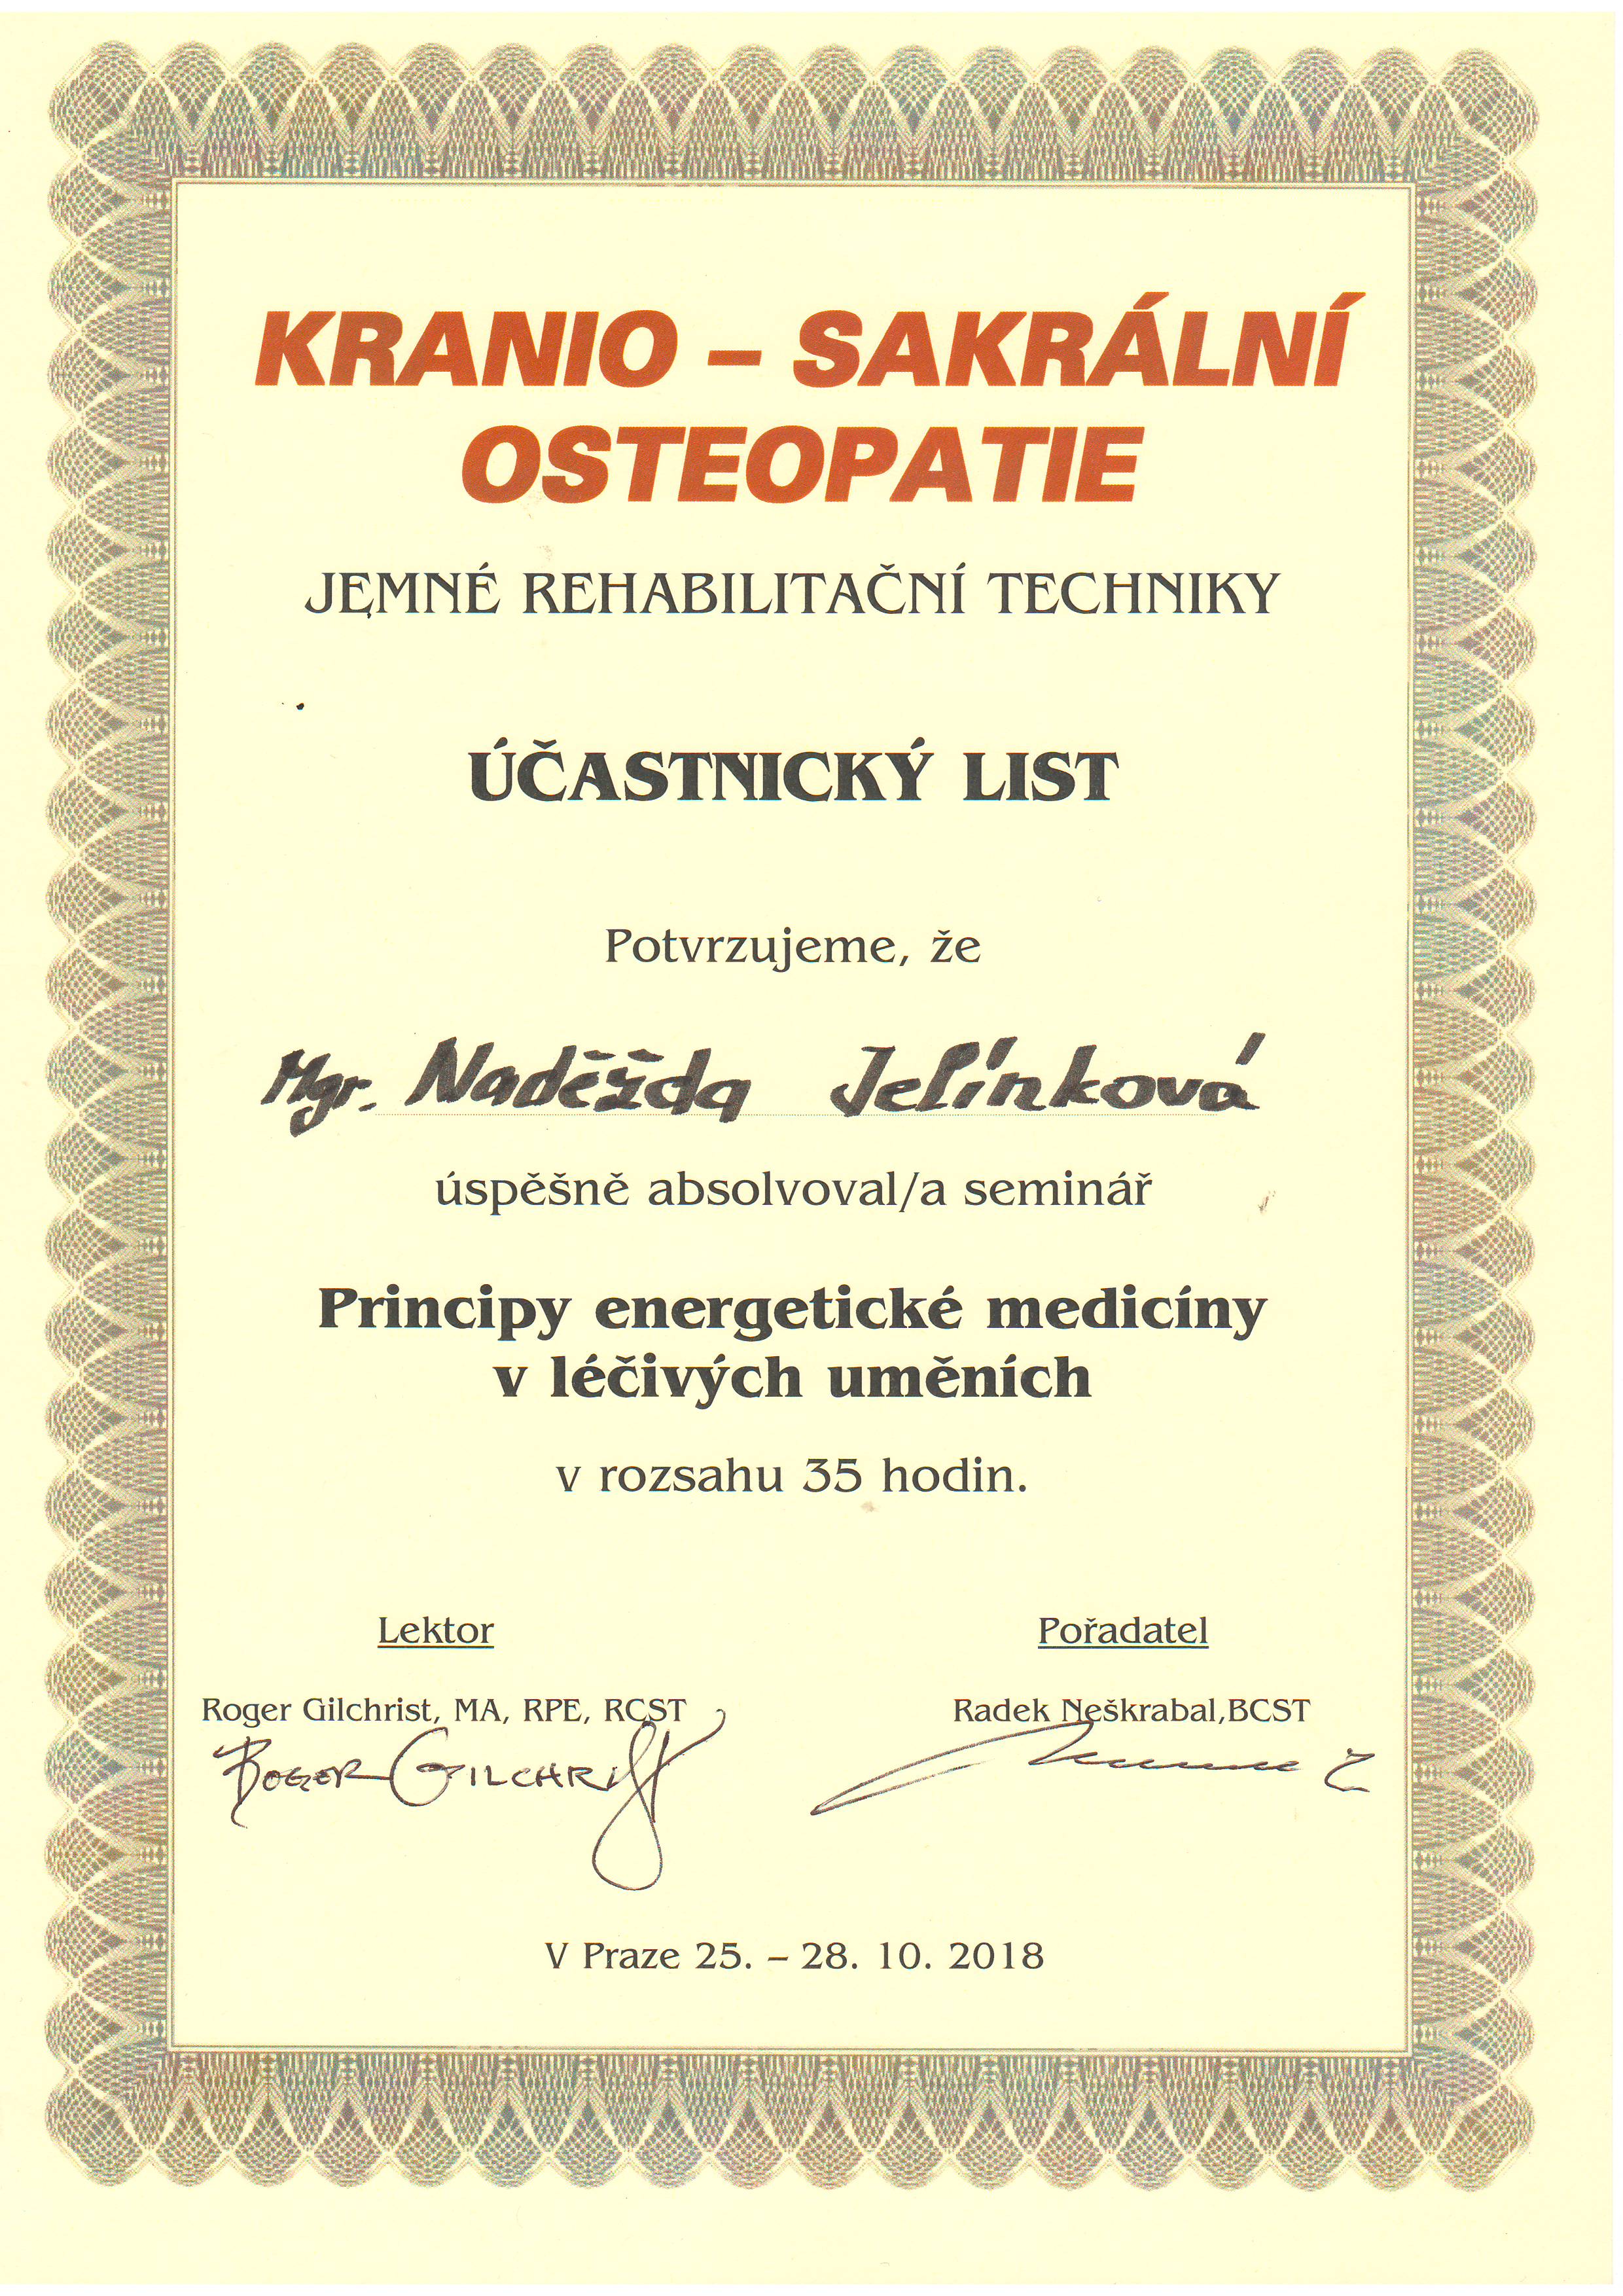 KRANIO – SAKRÁLNÍ
OSTEOPATIE
JEMNÉ REHABILITAČNÍ TECHNIKY
ÚČASTNICKÝ LIST
Potvrzujeme, že
Mgr. Naděžda Jelínková
úspěšně absolvoval/a seminář
Principy energetické medicíny
v léčivých uměních
v rozsahu 35 hodin.
Lektor Pořadatel
Roger Gilchrist, MA, RPE, RCST Radek Neškrabal,BCST
Roger Gilchrist
V Praze 25. – 28. 10. 2018